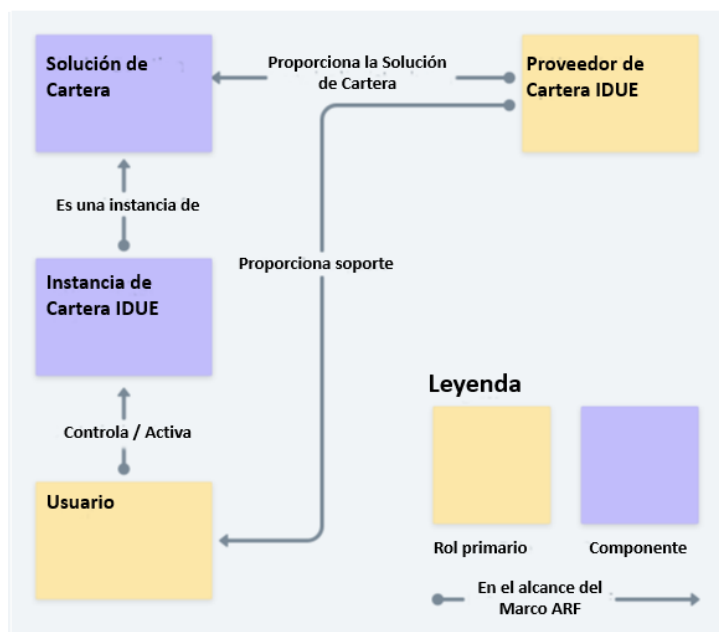 Solución de
Cartera
Proporciona la Solución
de Cartera
Proveedor de
Cartera IDUE
Es una instancia de
Proporciona soporte
Instancia de
Cartera IDUE
Controla / Activa
Usuario
Leyenda
Rol primario
Componente
En el alcance del
Marco ARF